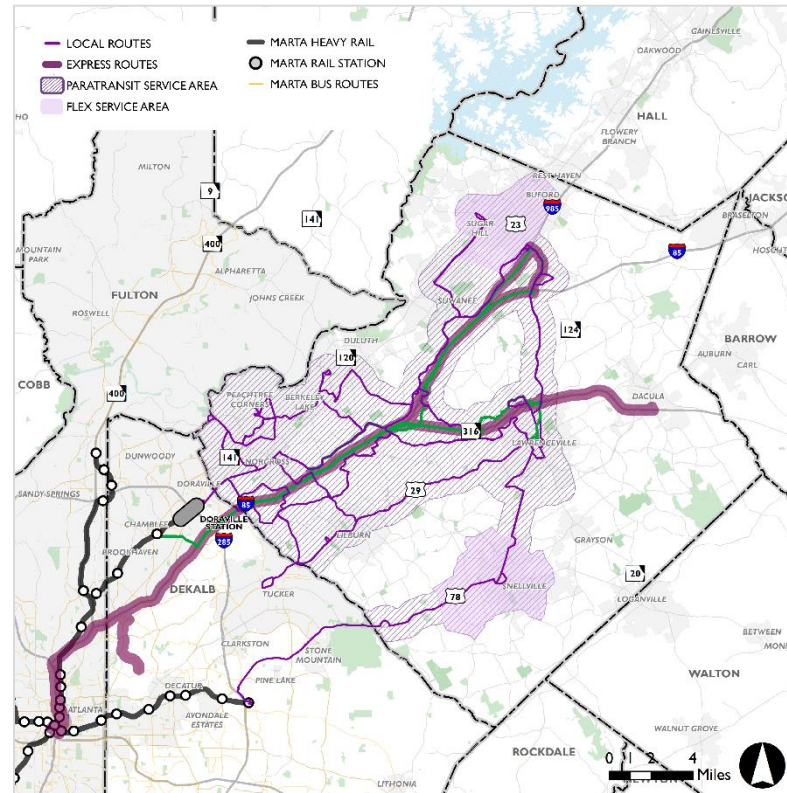 LOCAL ROUTES
EXPRESS ROUTES
PARATRANSIT SERVICE AREA
FLEX SERVICE AREA
MARTA HEAVY RAIL
MARTA RAIL STATION
MARTA BUS ROUTES
GAINESVILLE
OAKWOOD
HALL
FLOWERY
BRANCH
MILTON
9
141
REST HAVEN
BUFORD
985
JACKSO
BRASELTON
HOSCHT
SUGAR
HILL
23
MOUNTAIN
PARK
400
ALPHARETTA
85
FULTON
JOHNS CREEK
SUWANEE
ROSWELL
DULUTH
124
BARROW
120
AUBURN
CARL
COBB
400
PEACHTREE
CORNERS
BERKELEY
LAKE
DACULA
316
LAWRENCEVILLE
DUNWOODY
141
NORCROSS
SANDY SPRINGS
DORAVILLE
29
85
CHAMBLEE
DORAVILLE
STATION
285
BROOKHAVEN
LILBURN
GRAYSON
DEKALB
TUCKER
20
SNELLVILLE
LOGANVILLE
78
CLARKSTON
STONE
MOUNTAIN
BETWEEN
MON
PINE LAKE
WALTON
DECATUR
ATLANTA
AVONDALE
ESTATES
WALNUT GROVE
ROCKDALE
0 1 2 4
Miles
LITHONIA